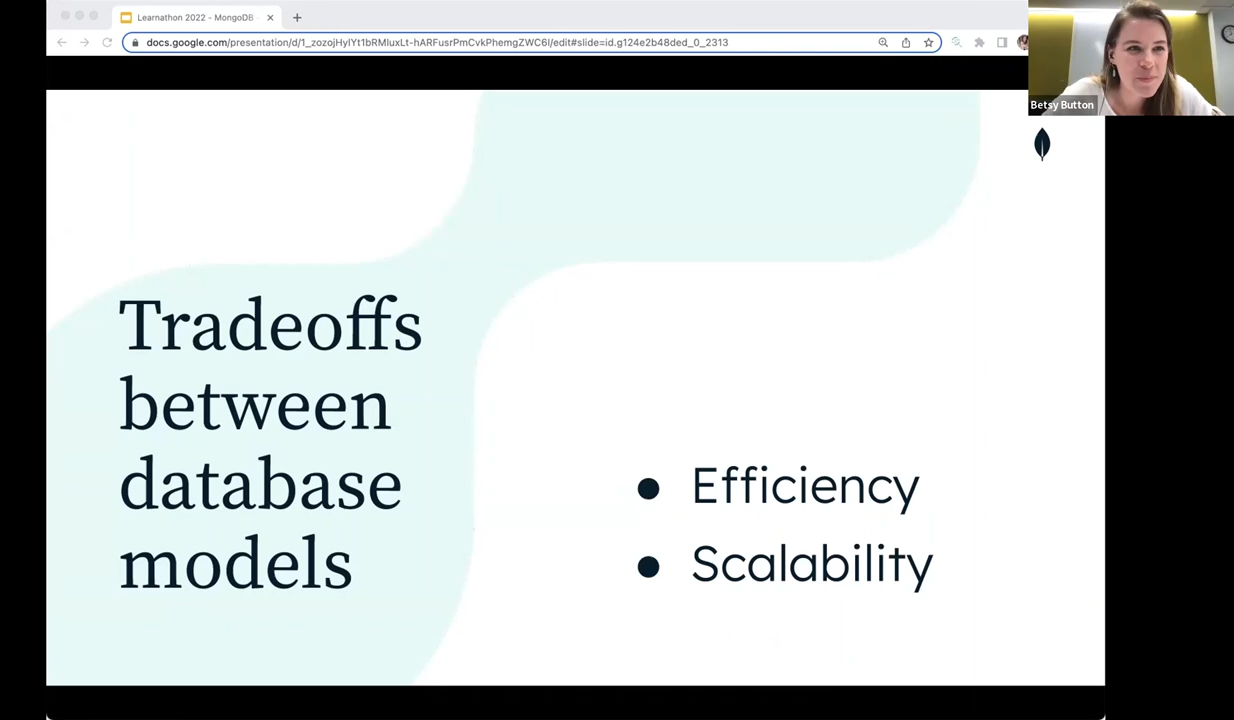 Learnathon 2022 - MongoDB
docs.google.com/presentation/d/1_zozojHyIYt1bRMluxLt-hARFusrPmCvkPhemgZWC6I/edit#slide=id.g124e2b48ded_0_2313
Betsy Button
Tradeoffs
between
database
models
● Efficiency
● Scalability